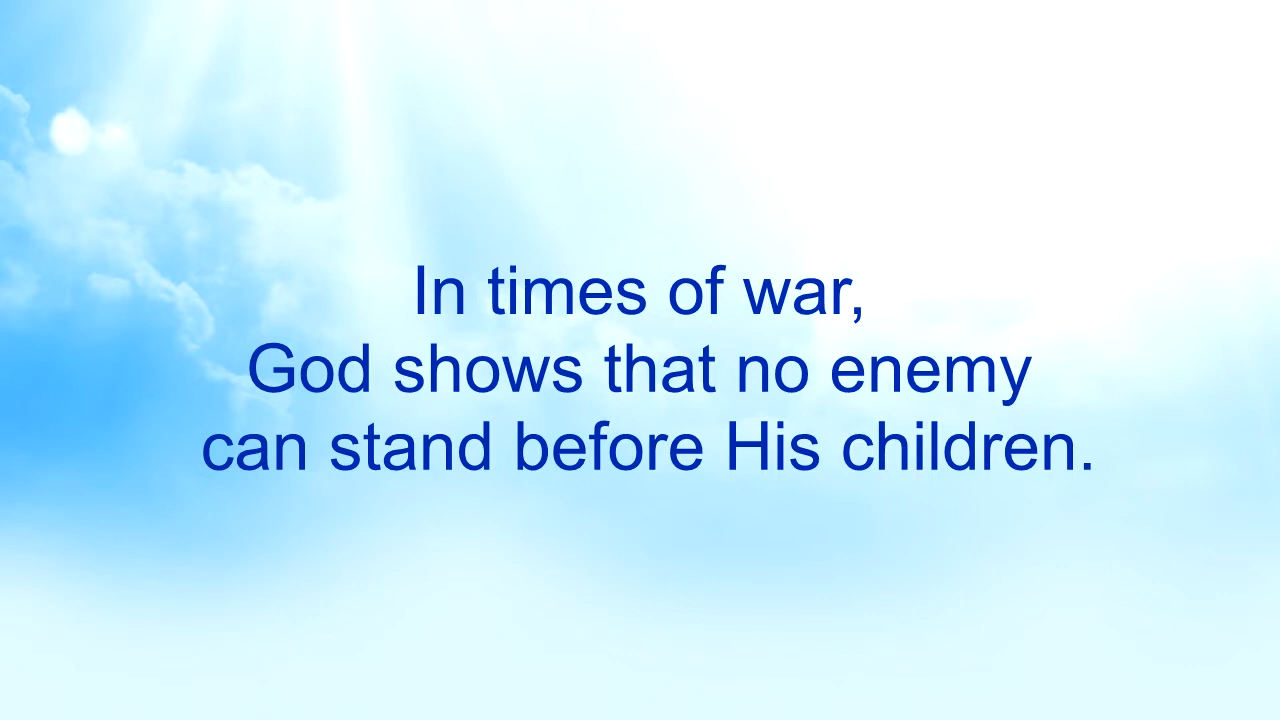 In times of war,
God shows that no enemy
can stand before His children.